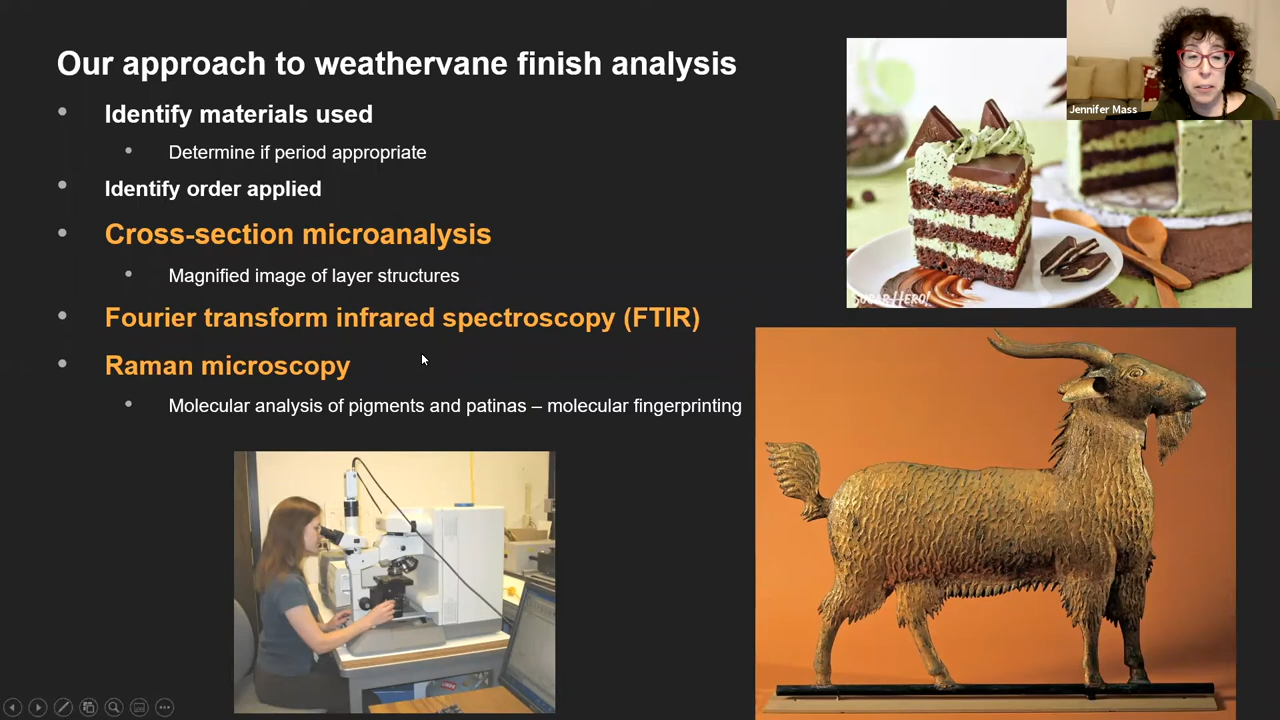 Our approach to weathervane finish analysis
Identify materials used
Determine if period appropriate
Identify order applied
Cross-section microanalysis
Magnified image of layer structures
Fourier transform infrared spectroscopy (FTIR)
Raman microscopy
Molecular analysis of pigments and patinas – molecular fingerprinting
SUGAR HERO!
Jennifer Mass